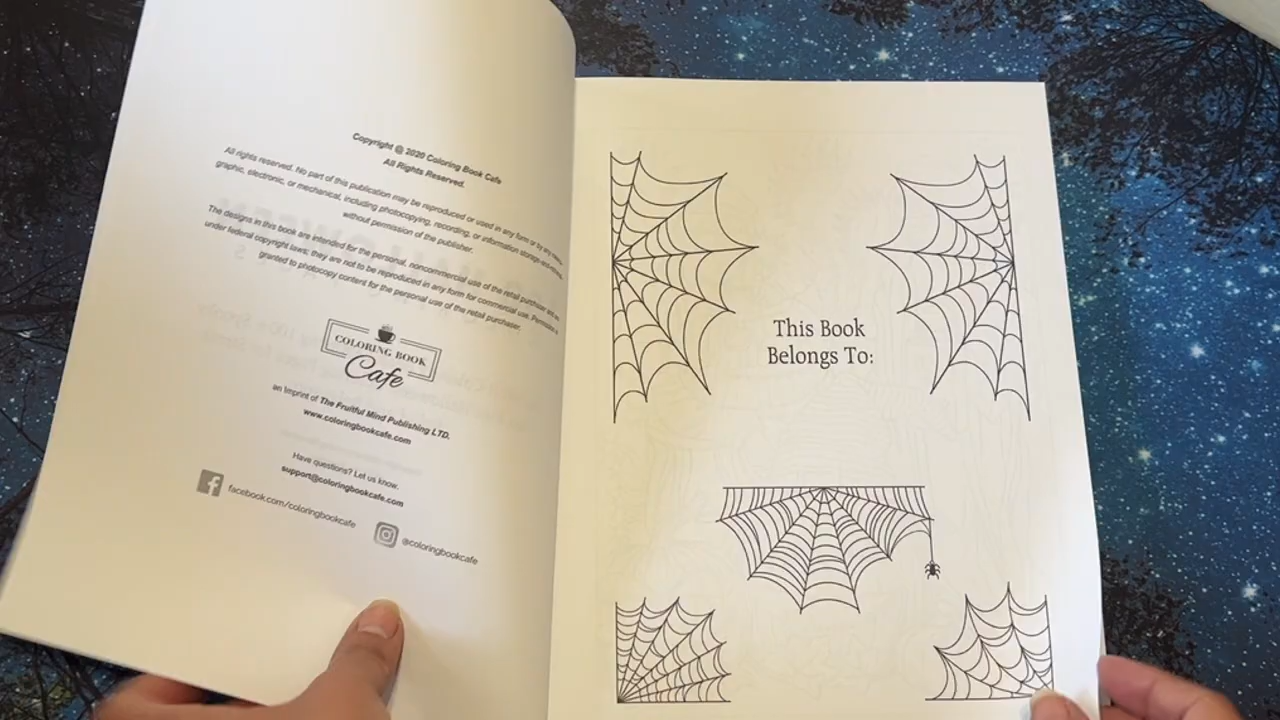 Copyright @ 2020 Coloring Book Cafe
All Rights Reserved.
All rights reserved. No part of this publication may be reproduced or used in any form or by any means,
graphic, electronic, or mechanical, including photocopying, recording, or information storage and retrieval,
without permission of the publisher.
The designs in this book are intended for the personal, noncommercial use of the retail purchaser and are
under federal copyright laws; they are not to be reproduced in any form for commercial use. Permission is
granted to photocopy content for the personal use of the retail purchaser.
COLORING BOOK
Cafe
an Imprint of The Fruitful Mind Publishing LTD.
www.coloringbookcafe.com
Have questions? Let us know.
support@coloringbookcafe.com
facebook.com/coloringbookcafe
@coloringbookcafe
This Book
Belongs To: